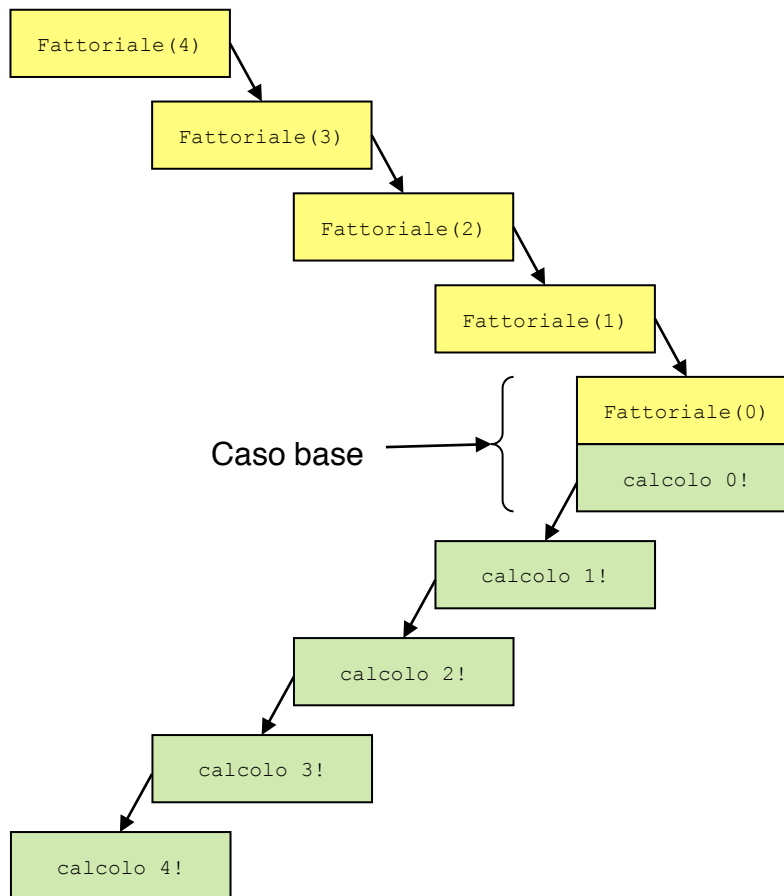 Fattoriale(4)
Fattoriale(3)
Fattoriale(2)
Fattoriale(1)
Fattoriale(0)
Caso base
calcolo 0!
calcolo 1!
calcolo 2!
calcolo 3!
calcolo 4!